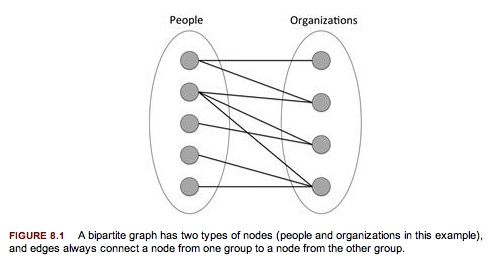 People
Organizations
FIGURE 8.1 A bipartite graph has two types of nodes (people and organizations in this example),
and edges always connect a node from one group to a node from the other group.